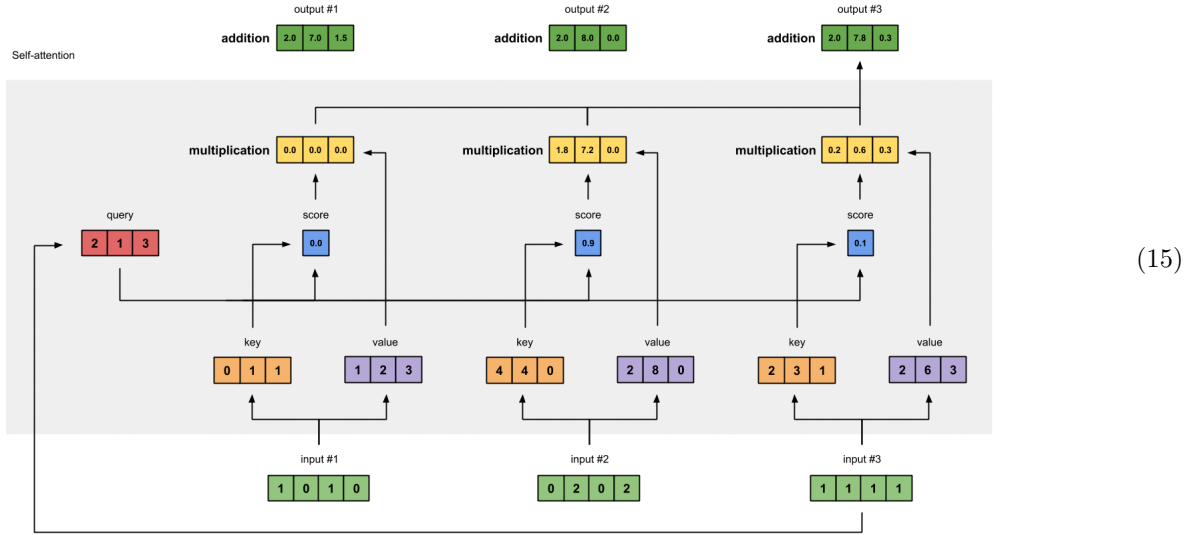 output #1 output #2 output #3
addition 2.0 7.0 1.5 addition 2.0 8.0 0.0 addition 2.0 7.8 0.3
Self-attention
multiplication 0.0 0.0 0.0 multiplication 1.8 7.2 0.0 multiplication 0.2 0.6 0.3
query score score score
2 1 3 0.0 0.9 0.1
(15)
key value key value key value
0 1 1 1 2 3 4 4 0 2 8 0 2 3 1 2 6 3
input #1 input #2 input #3
1 0 1 0 0 2 0 2 1 1 1 1